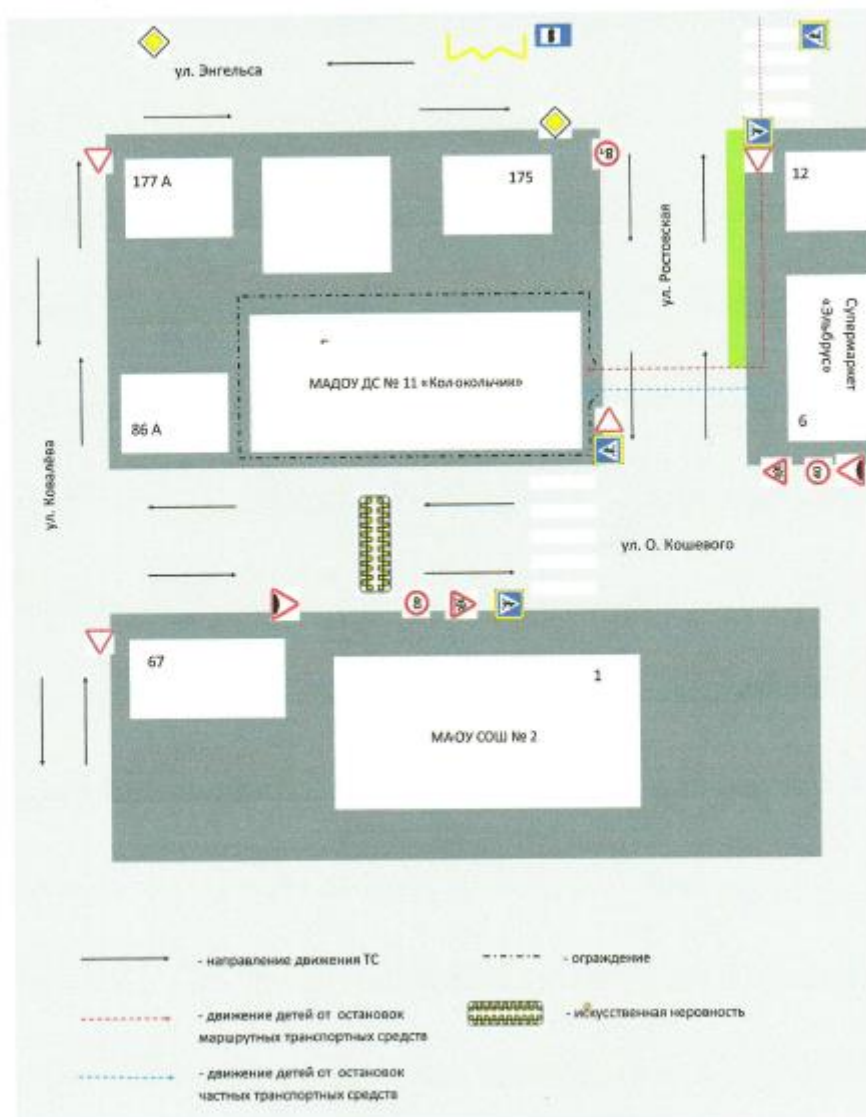 ул. Энгельса
177 А
175
12
ул. Ростовская
Супермаркет
«Эльбрус»
МАДОУ ДС № 11 «Колокольчик»
86 А
6
ул. Ковалёва
ул. О. Кошевого
67
1
МАОУ СОШ № 2
- направление движения ТС
- ограждение
- движение детей от остановок
маршрутных транспортных средств
- искусственная неровность
- движение детей от остановок
частных транспортных средств